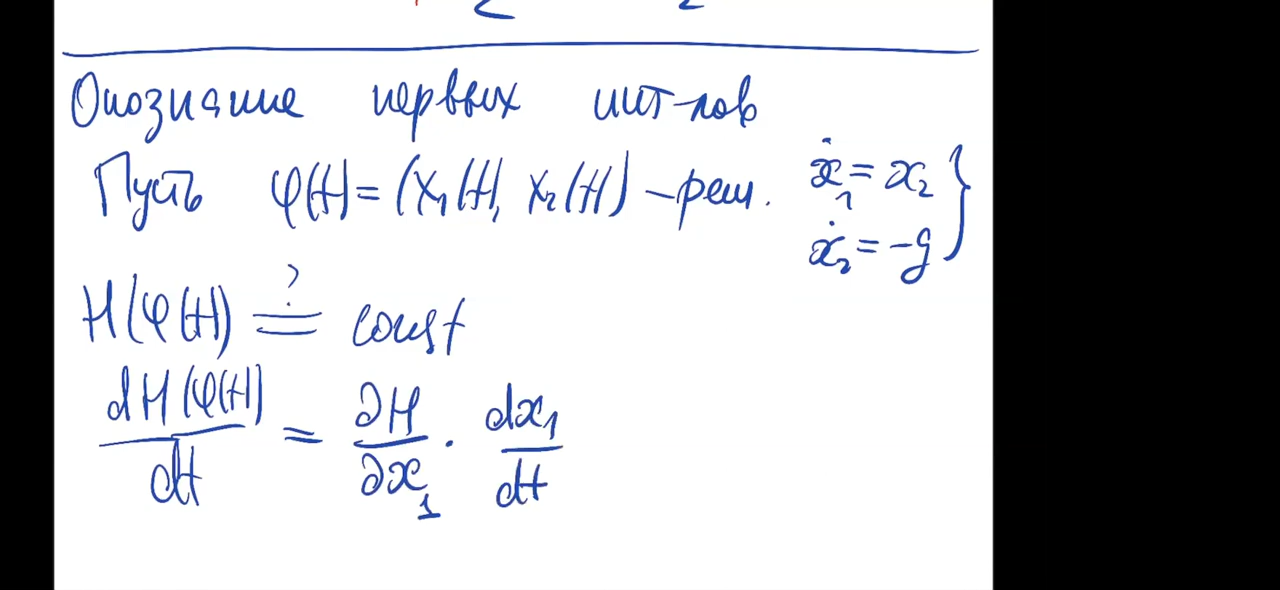 Опознание первых инт-лов
Пусть φ(t) = (x₁(t), x₂(t)) – реш. ẋ₁ = x₂ }
ẋ₂ = -g
H(φ(t)) ≟ const
dH(φ(t))/dt = ∂H/∂x₁ · dx₁/dt